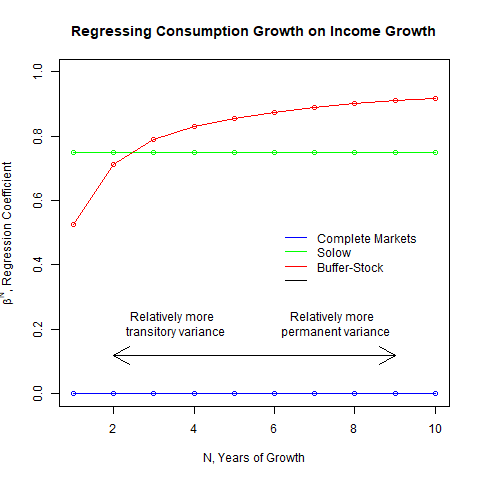 Regressing Consumption Growth on Income Growth
1.0
0.8
0.6
0.4
0.2
0.0
β^N, Regression Coefficient
Complete Markets
Solow
Buffer-Stock
Relatively more
transitory variance
Relatively more
permanent variance
2
4
6
8
10
N, Years of Growth